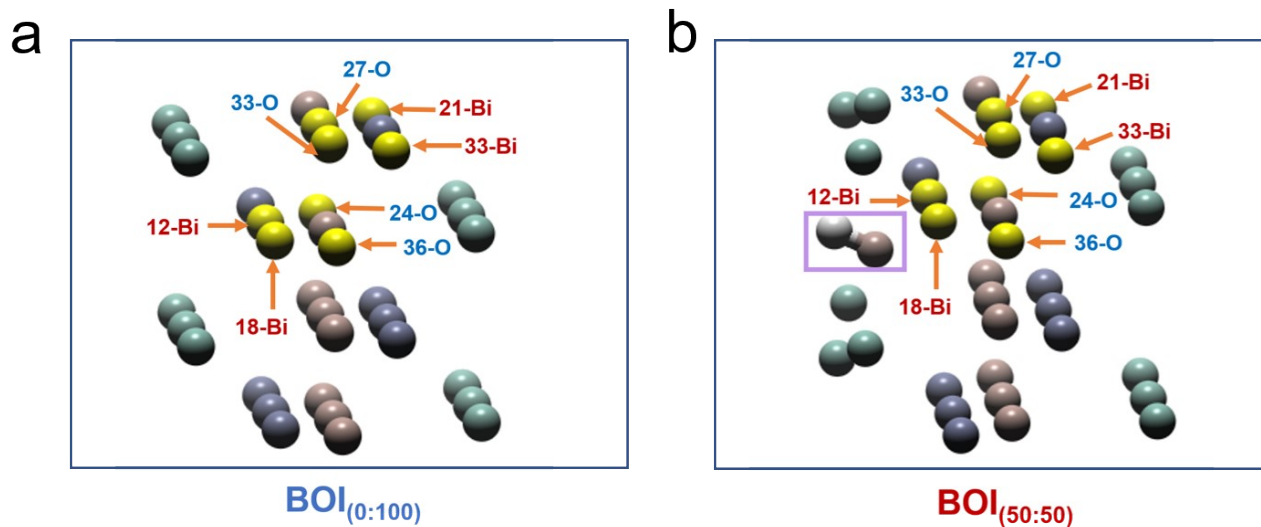 a
27-O
33-O
21-Bi
33-Bi
12-Bi
24-O
36-O
18-Bi
BOI(0:100)
b
27-O
33-O
21-Bi
33-Bi
12-Bi
24-O
36-O
18-Bi
BOI(50:50)